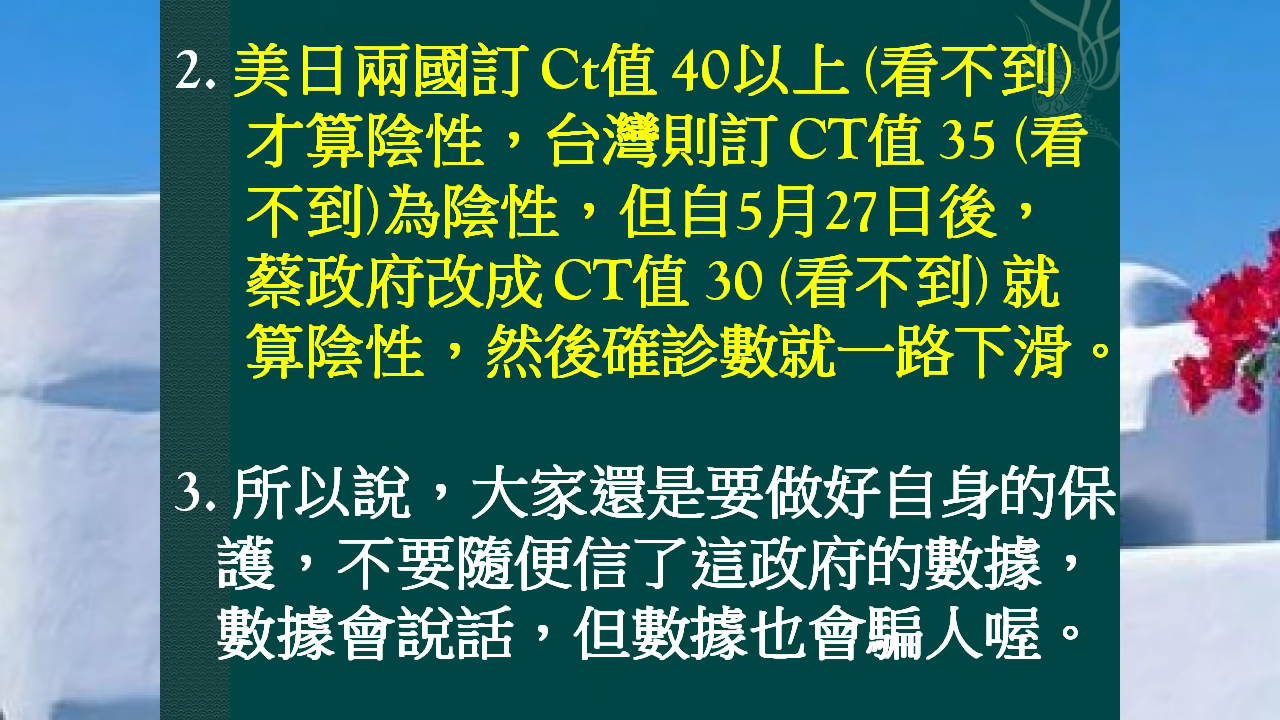 2. 美日兩國訂 Ct值 40以上 (看不到)
才算陰性，台灣則訂 CT值 35 (看
不到)為陰性，但自5月27日後，
蔡政府改成 CT值 30 (看不到) 就
算陰性，然後確診數就一路下滑。
3. 所以說，大家還是要做好自身的保
護，不要隨便信了這政府的數據，
數據會說話，但數據也會騙人喔。